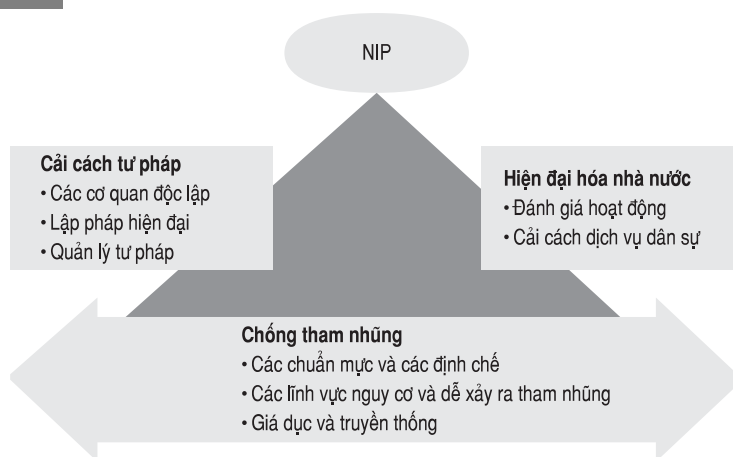 NIP
Cải cách tư pháp
• Các cơ quan độc lập
• Lập pháp hiện đại
• Quản lý tư pháp
Hiện đại hóa nhà nước
• Đánh giá hoạt động
• Cải cách dịch vụ dân sự
Chống tham nhũng
• Các chuẩn mực và các định chế
• Các lĩnh vực nguy cơ và dễ xảy ra tham nhũng
• Giá dục và truyền thống